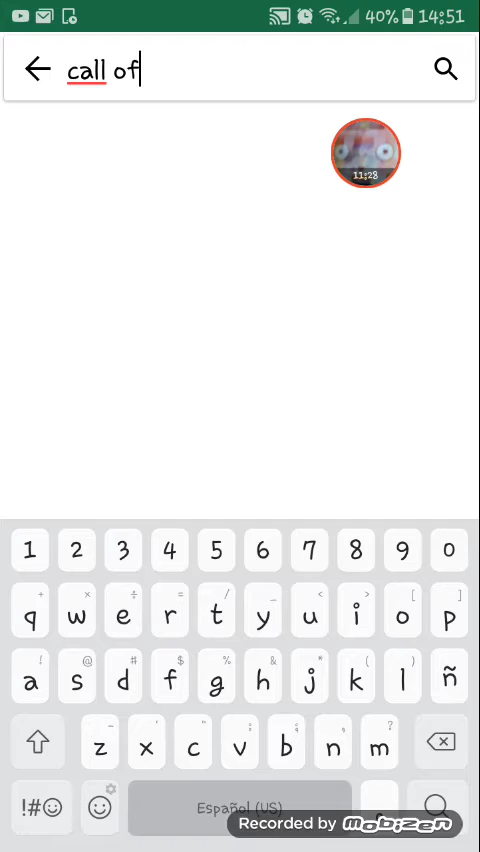 40% 14:51
call of
11:28
1 2 3 4 5 6 7 8 9 0
+ × ÷ = / _ < > [ ]
q w e r t y u i o p
! @ # $ % & * ( )
a s d f g h j k l ñ
- ' " : ; , ?
z x c v b n m
!#☺ Español (US) .
Recorded by mobizen